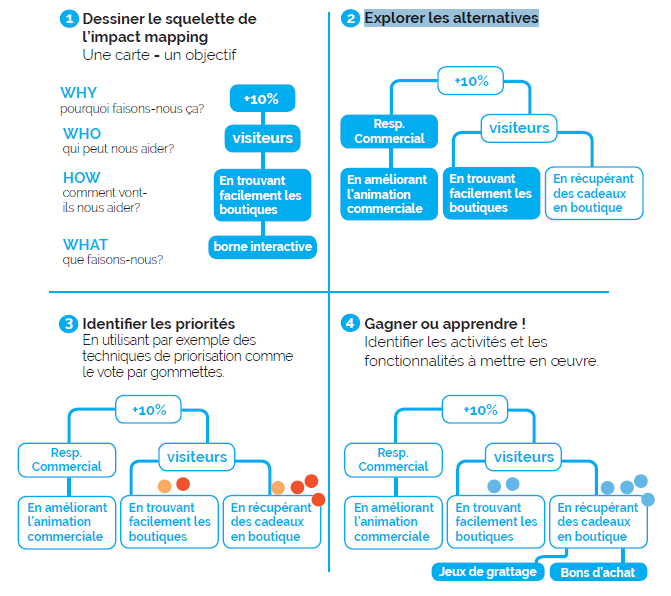 1 Dessiner le squelette de
l'impact mapping
Une carte = un objectif
WHY
pourquoi faisons-nous ça?
+10%
WHO
qui peut nous aider?
visiteurs
HOW
comment vont-
ils nous aider?
En trouvant
facilement les
boutiques
WHAT
que faisons-nous?
borne interactive
2 Explorer les alternatives
+10%
Resp.
Commercial
visiteurs
En améliorant
l'animation
commerciale
En trouvant
facilement les
boutiques
En récupérant
des cadeaux
en boutique
3 Identifier les priorités
En utilisant par exemple des
techniques de priorisation comme
le vote par gommettes.
+10%
Resp.
Commercial
visiteurs
En améliorant
l'animation
commerciale
En trouvant
facilement les
boutiques
En récupérant
des cadeaux
en boutique
4 Gagner ou apprendre !
Identifier les activités et les
fonctionnalités à mettre en œuvre.
+10%
Resp.
Commercial
visiteurs
En améliorant
l'animation
commerciale
En trouvant
facilement les
boutiques
En récupérant
des cadeaux
en boutique
Jeux de grattage
Bons d'achat